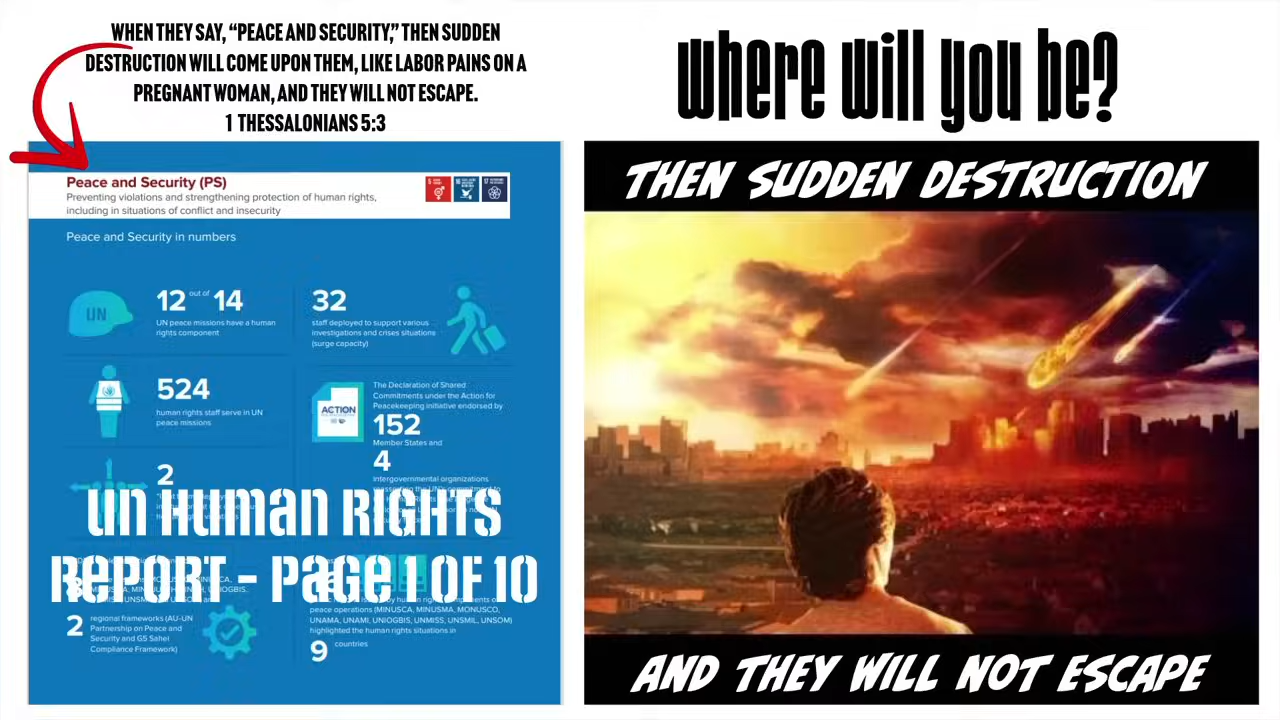 WHEN THEY SAY, “PEACE AND SECURITY,” THEN SUDDEN
DESTRUCTION WILL COME UPON THEM, LIKE LABOR PAINS ON A
PREGNANT WOMAN, AND THEY WILL NOT ESCAPE.
1 THESSALONIANS 5:3
Peace and Security (PS)
Preventing violations and strengthening protection of human rights,
including in situations of conflict and insecurity
Peace and Security in numbers
UN
12 out of 14
UN peace missions have a human
rights component
32
staff deployed to support various
investigations and crises situations
(surge capacity)
524
human rights staff serve in UN
peace missions
ACTION
The Declaration of Shared
Commitments under the Action for
Peacekeeping initiative endorsed by
152
Member States and
4
intergovernmental organizations
2
UN HUMAN RIGHTS
REPORT - PAGE 1 OF 10
2
regional frameworks (AU-UN
Partnership on Peace and
Security and G5 Sahel
Compliance Framework)
peace operations (MINUSCA, MINUSMA, MONUSCO,
UNAMA, UNAMI, UNIOGBIS, UNMISS, UNSMIL, UNSOM)
highlighted the human rights situations in
9 countries
where will you be?
THEN SUDDEN DESTRUCTION
AND THEY WILL NOT ESCAPE